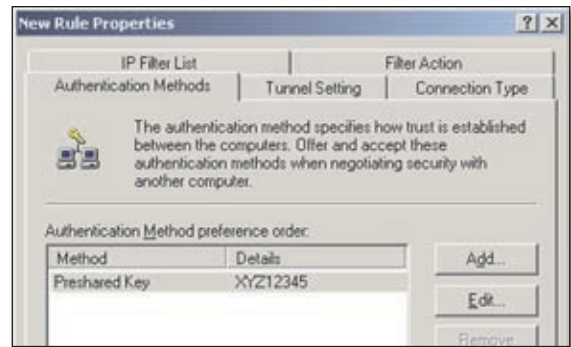 New Rule Properties
? ×
IP Filter List
Filter Action
Authentication Methods
Tunnel Setting
Connection Type
The authentication method specifies how trust is established
between the computers. Offer and accept these
authentication methods when negotiating security with
another computer.
Authentication Method preference order:
Method Details
Preshared Key XYZ12345
Add...
Edit...
Remove